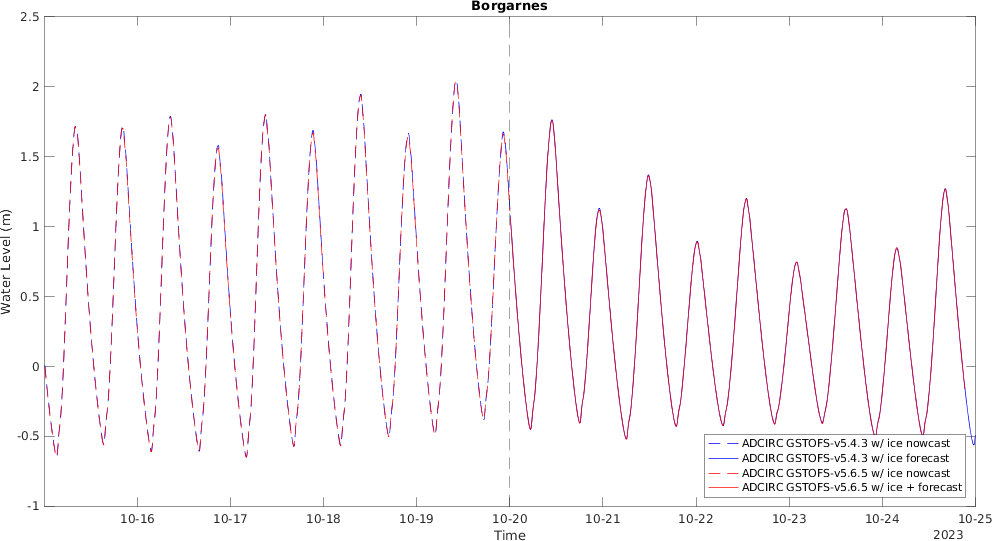 Borgarnes
2.5
2
1.5
1
0.5
0
-0.5
-1
Water Level (m)
10-16
10-17
10-18
10-19
10-20
10-21
10-22
10-23
10-24
10-25
Time
2023
ADCIRC GSTOFS-v5.4.3 w/ ice nowcast
ADCIRC GSTOFS-v5.4.3 w/ ice forecast
ADCIRC GSTOFS-v5.6.5 w/ ice nowcast
ADCIRC GSTOFS-v5.6.5 w/ ice + forecast